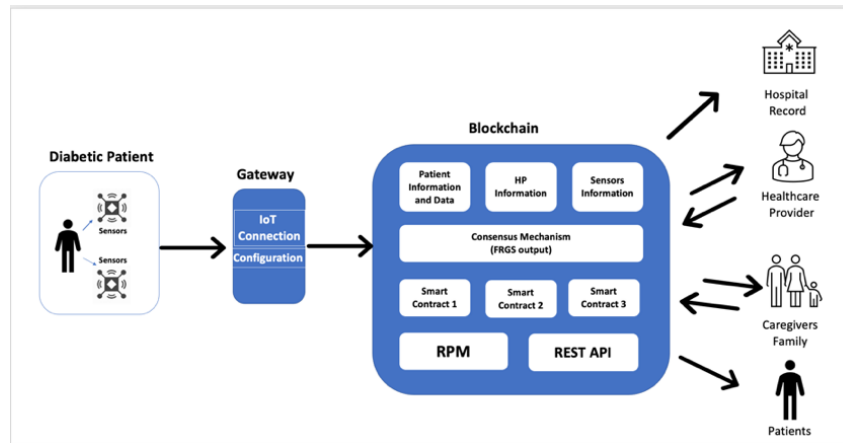 Diabetic Patient
Sensors
Sensors
Gateway
IoT
Connection
Configuration
Blockchain
Patient
Information
and Data
HP
Information
Sensors
Information
Consensus Mechanism
(FRGS output)
Smart
Contract 1
Smart
Contract 2
Smart
Contract 3
RPM
REST API
Hospital
Record
Healthcare
Provider
Caregivers
Family
Patients